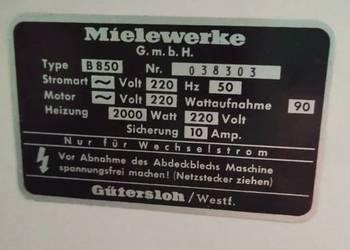 Mielewerke
G.m.b.H.
Type B850 Nr. 038303
Stromart ~ Volt 220 Hz 50
Motor ~ Volt 220 Wattaufnahme 90
Heizung 2000 Watt 220 Volt
Sicherung 10 Amp.
Nur für Wechselstrom
Vor Abnahme des Abdeckblechs Maschine
spannungsfrei machen! (Netzstecker ziehen)
Gütersloh/Westf.